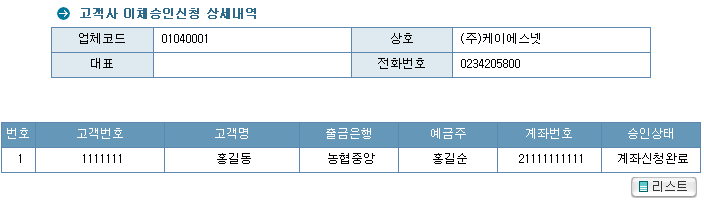 고객사 이체승인신청 상세내역
업체코드 01040001 상호 (주)케이에스넷
대표 전화번호 0234205800
번호 고객번호 고객명 출금은행 예금주 계좌번호 승인상태
1 1111111 홍길동 농협중앙 홍길순 21111111111 계좌신청완료
리스트